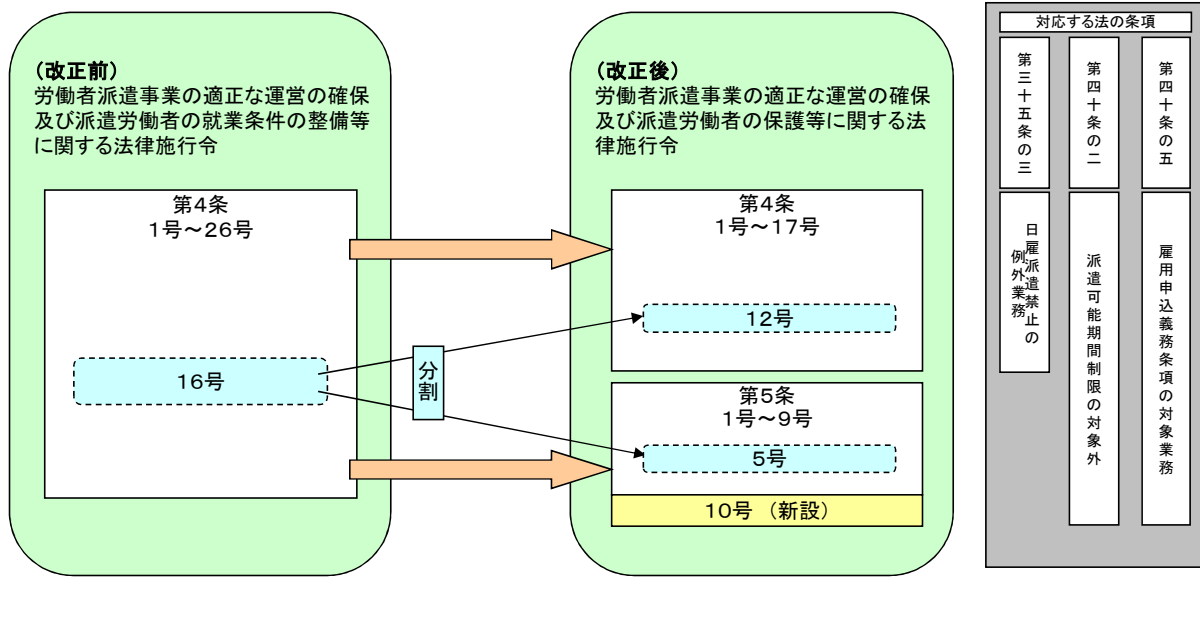 （改正前）
労働者派遣事業の適正な運営の確保
及び派遣労働者の就業条件の整備等
に関する法律施行令
第4条
1号～26号
16号
分割
（改正後）
労働者派遣事業の適正な運営の確保
及び派遣労働者の保護等に関する法
律施行令
第4条
1号～17号
12号
第5条
1号～9号
5号
10号（新設）
対応する法の条項
第三十五条の三
第四十条の二
第四十条の五
日雇派遣禁止の
例外業務
派遣可能期間制限の対象外
雇用申込義務条項の対象業務